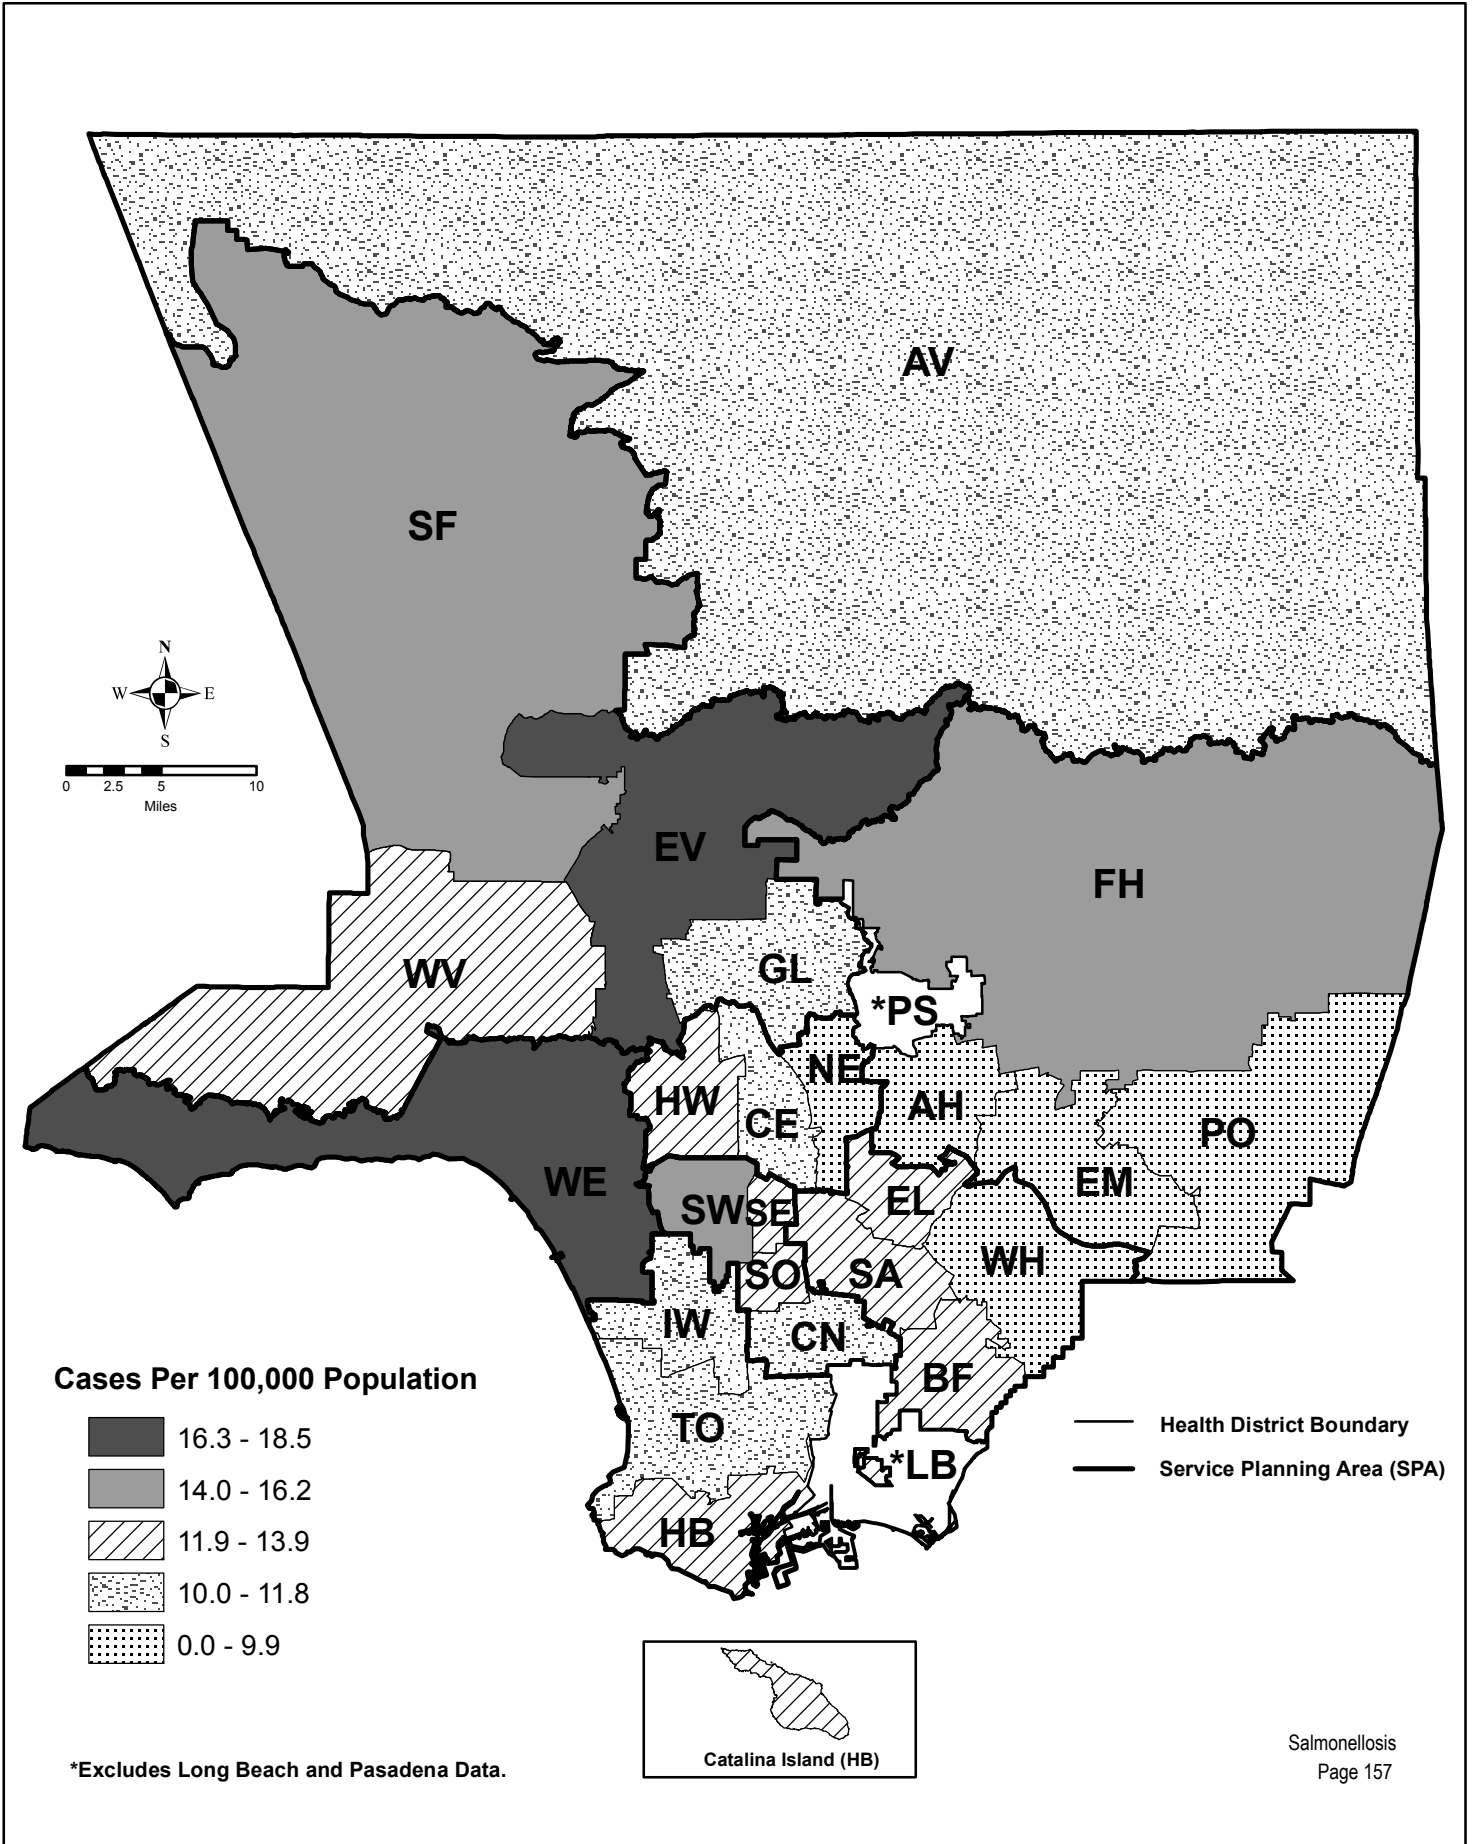 AV
SF
N
W E
S
0 2.5 5 10
Miles
EV
FH
WV
GL
*PS
NE
HW
AH
CE
PO
WE
EM
SW
SE
EL
WH
SO
SA
IW
CN
BF
TO
*LB
HB
Cases Per 100,000 Population
16.3 - 18.5
14.0 - 16.2
11.9 - 13.9
10.0 - 11.8
0.0 - 9.9
Health District Boundary
Service Planning Area (SPA)
Catalina Island (HB)
*Excludes Long Beach and Pasadena Data.
Salmonellosis
Page 157